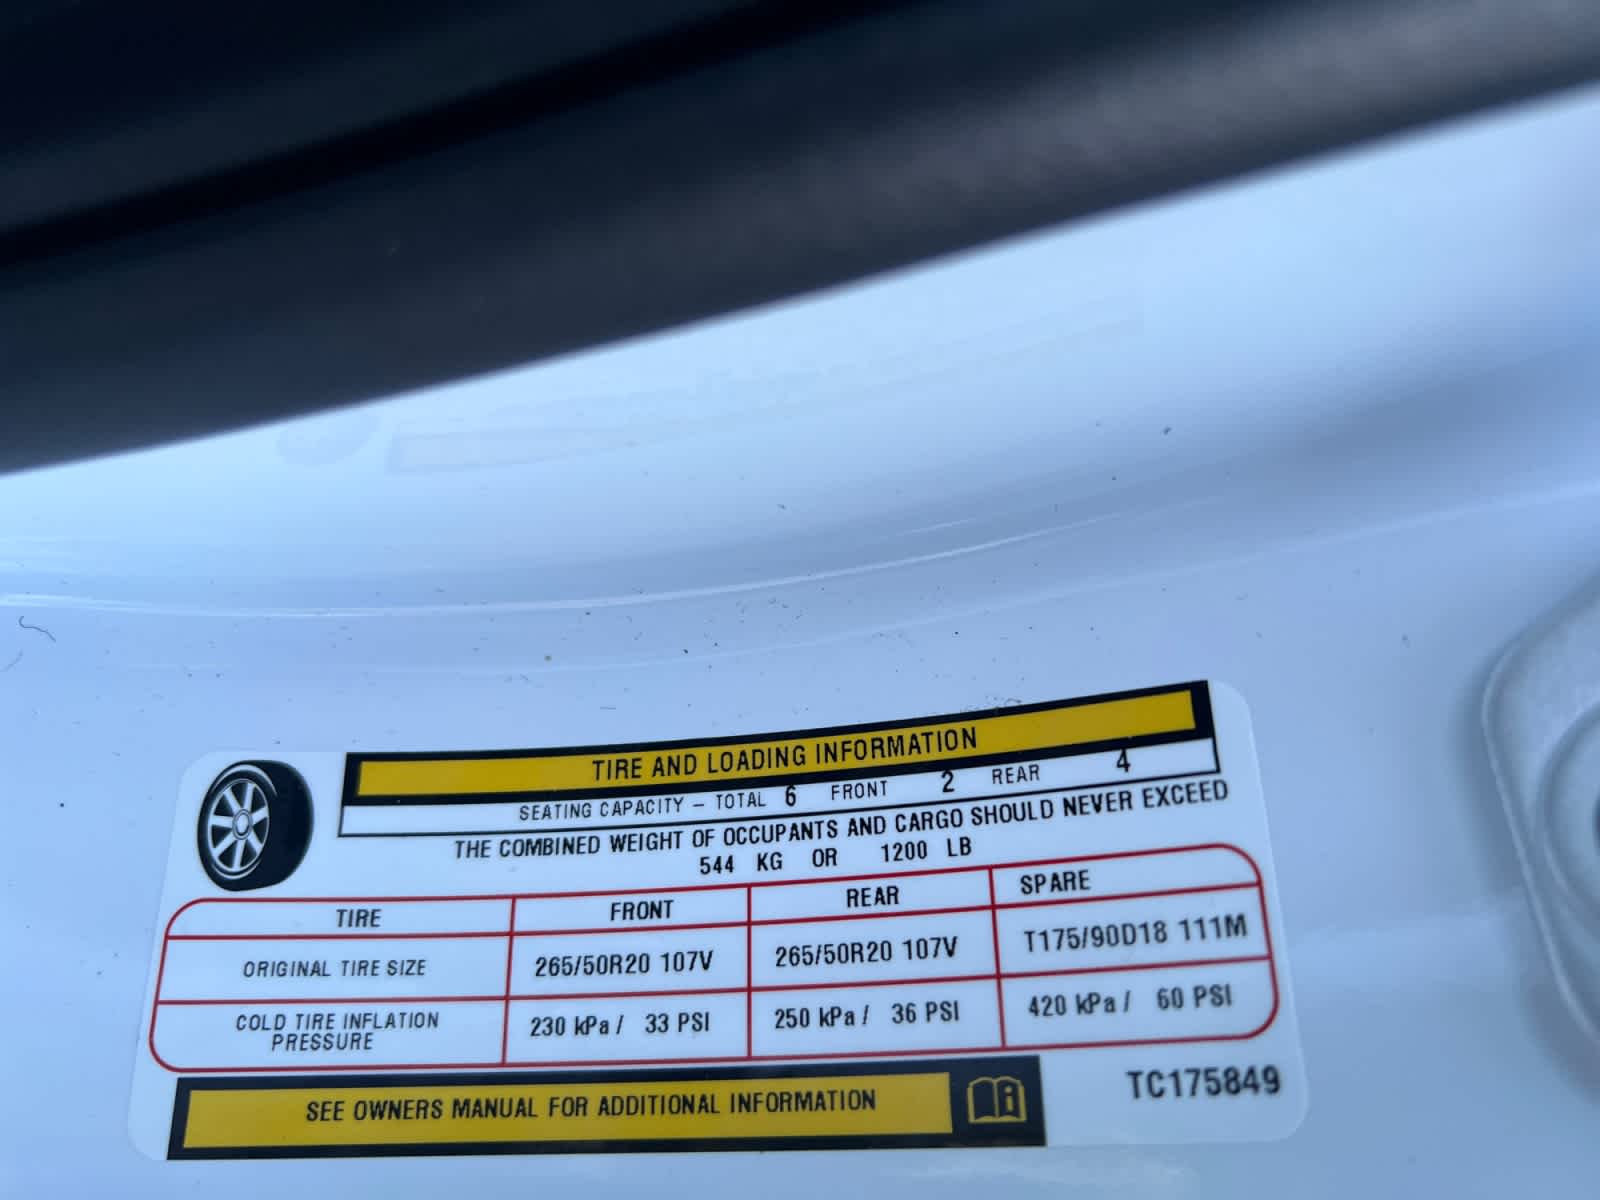 TIRE AND LOADING INFORMATION
SEATING CAPACITY – TOTAL 6 FRONT 2 REAR 4
THE COMBINED WEIGHT OF OCCUPANTS AND CARGO SHOULD NEVER EXCEED
544 KG OR 1200 LB
TIRE FRONT REAR SPARE
ORIGINAL TIRE SIZE 265/50R20 107V 265/50R20 107V T175/90D18 111M
COLD TIRE INFLATION
PRESSURE 230 kPa / 33 PSI 250 kPa / 36 PSI 420 kPa / 60 PSI
SEE OWNERS MANUAL FOR ADDITIONAL INFORMATION
TC175849